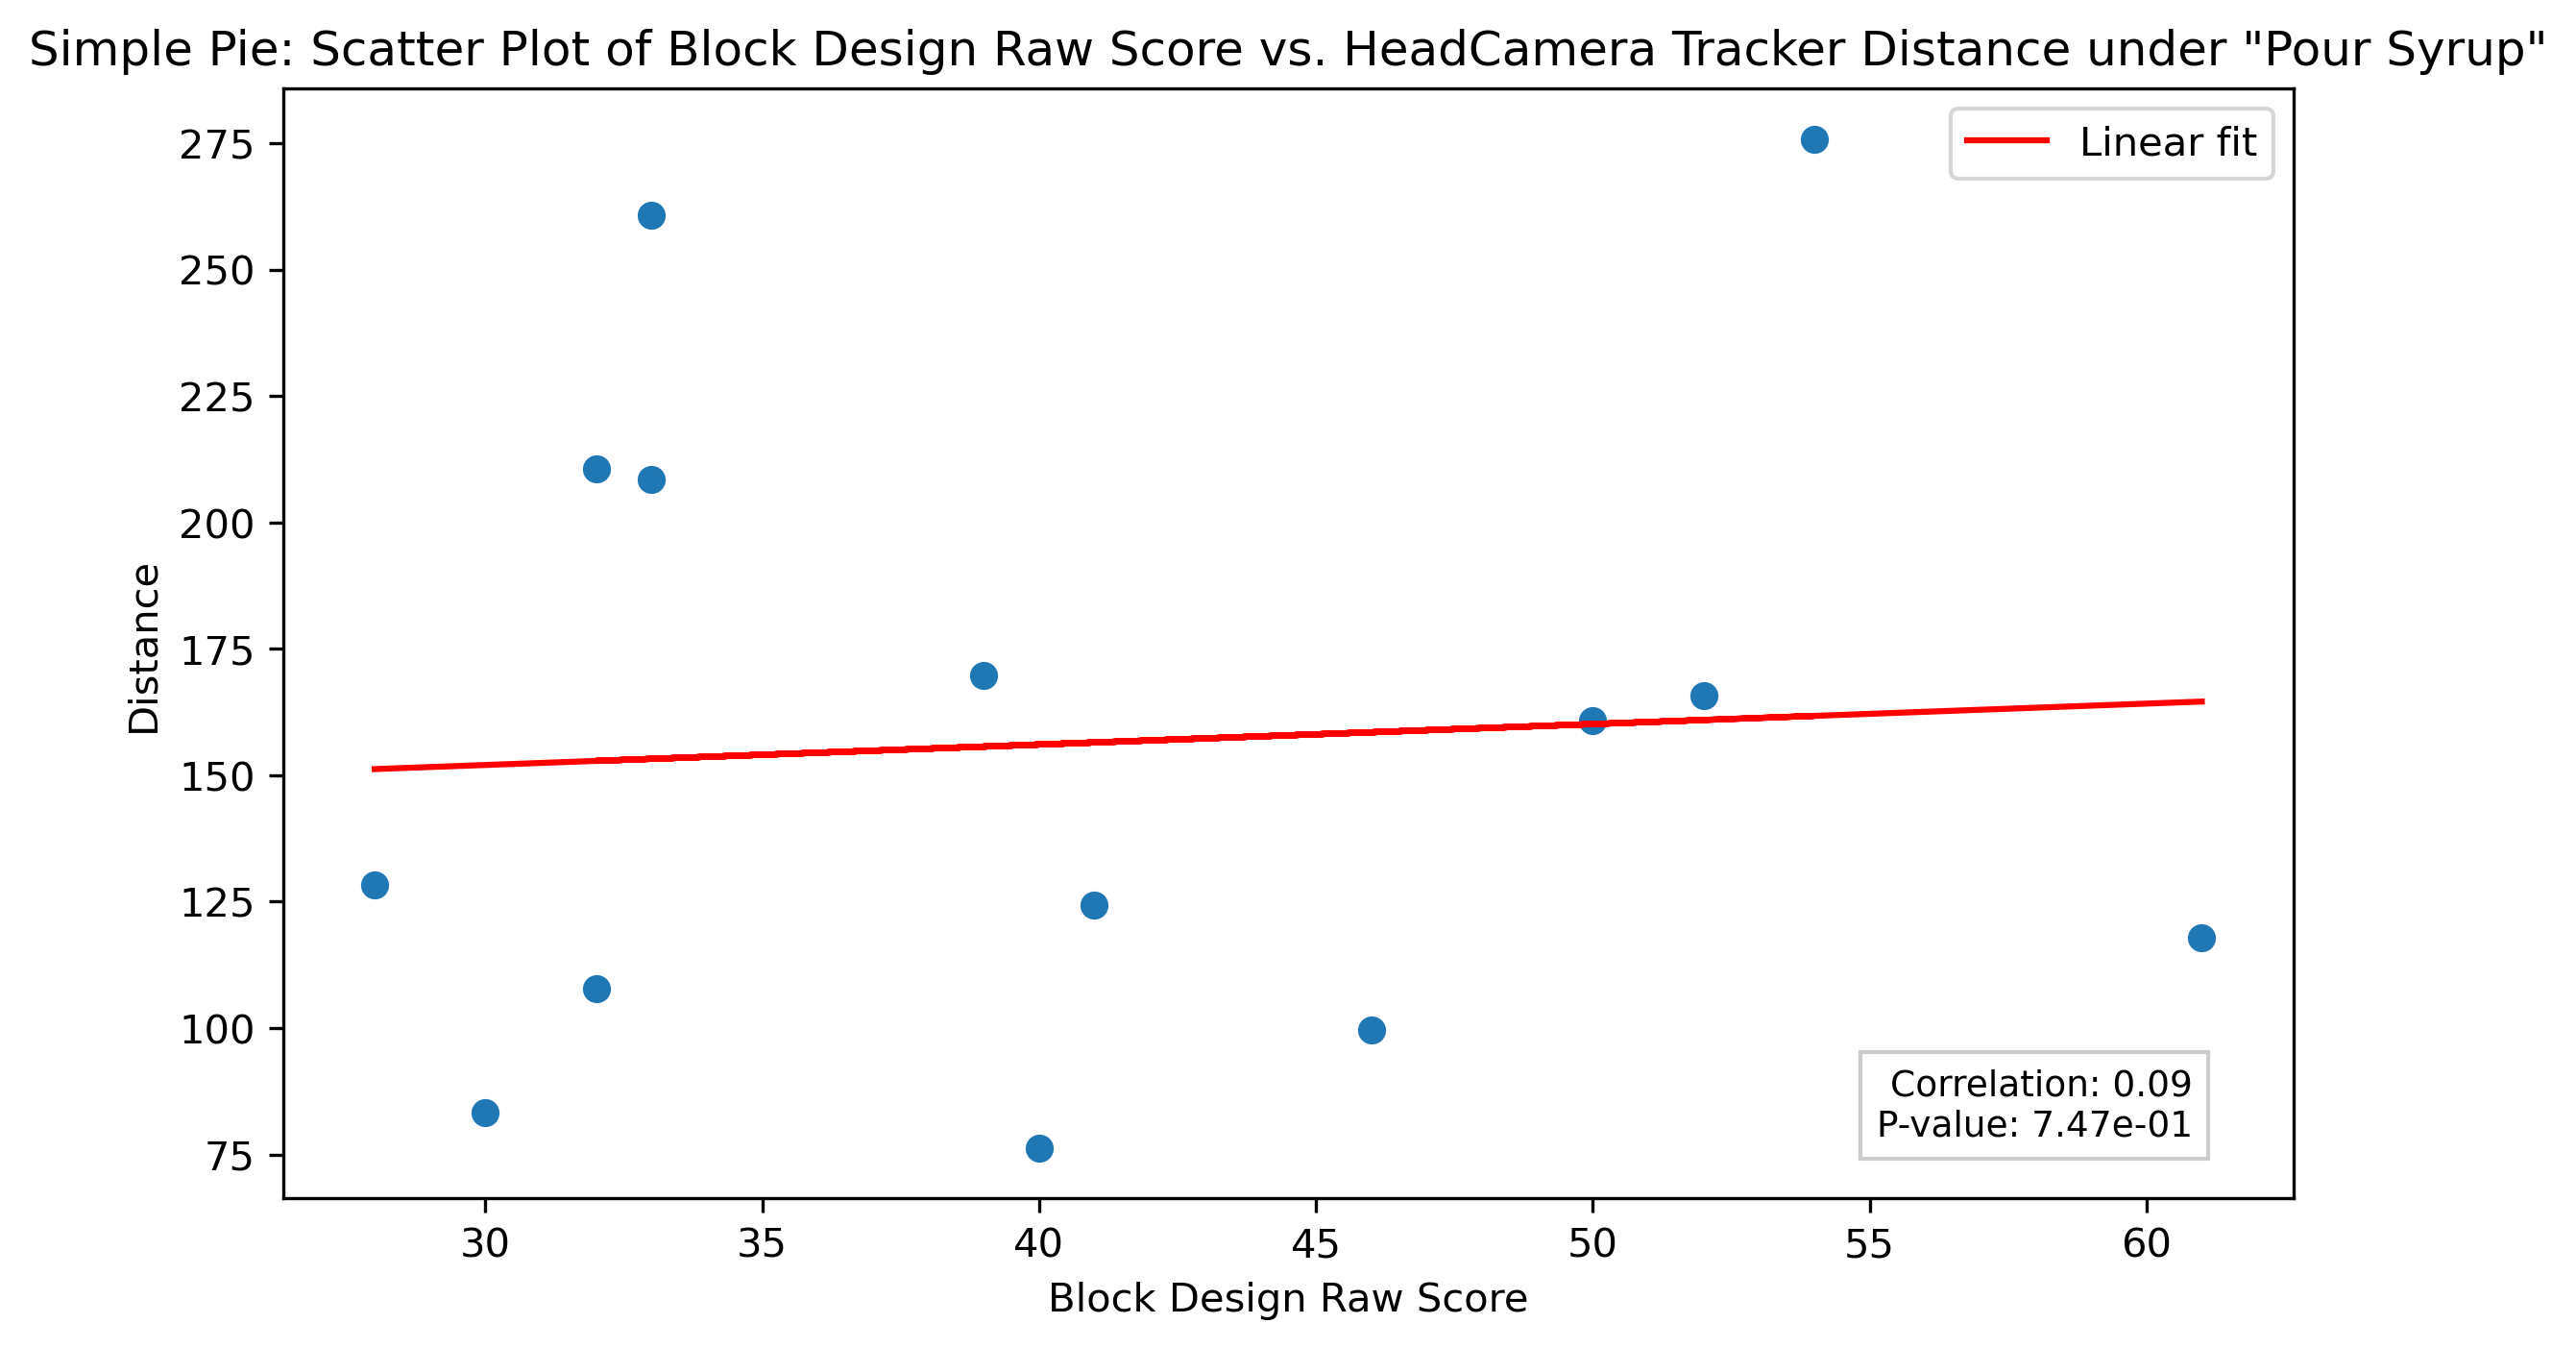 Simple Pie: Scatter Plot of Block Design Raw Score vs. HeadCamera Tracker Distance under "Pour Syrup"
Linear fit
275
250
225
200
175
150
125
100
75
Distance
Correlation: 0.09
P-value: 7.47e-01
30 35 40 45 50 55 60
Block Design Raw Score